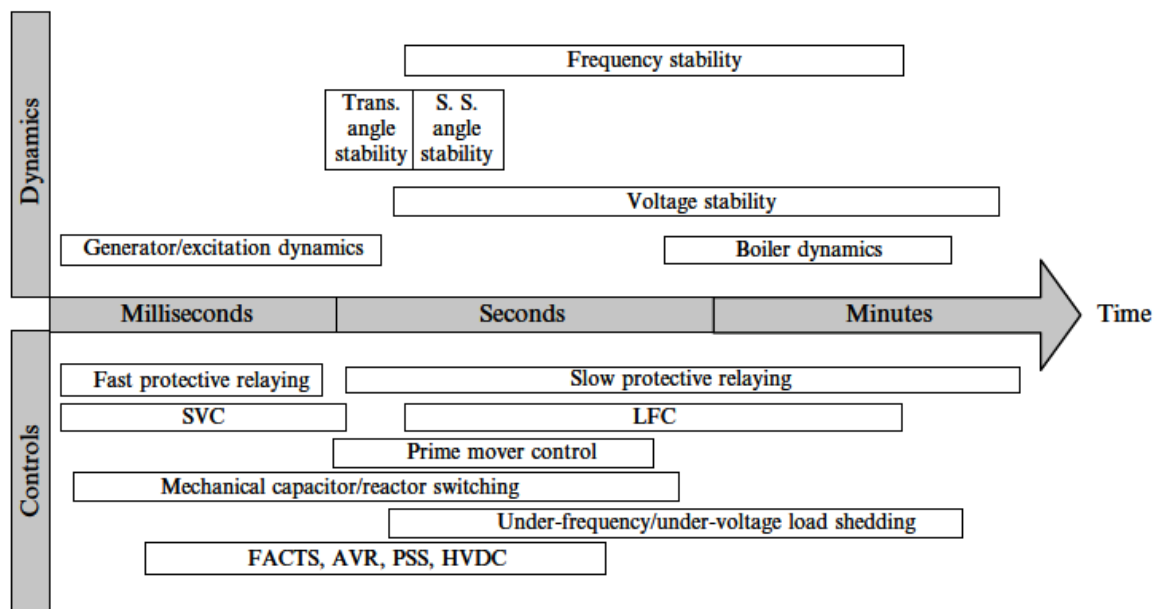 Dynamics
Frequency stability
Trans.
angle
stability
S. S.
angle
stability
Voltage stability
Generator/excitation dynamics
Boiler dynamics
Milliseconds
Seconds
Minutes
Time
Controls
Fast protective relaying
Slow protective relaying
SVC
LFC
Prime mover control
Mechanical capacitor/reactor switching
Under-frequency/under-voltage load shedding
FACTS, AVR, PSS, HVDC